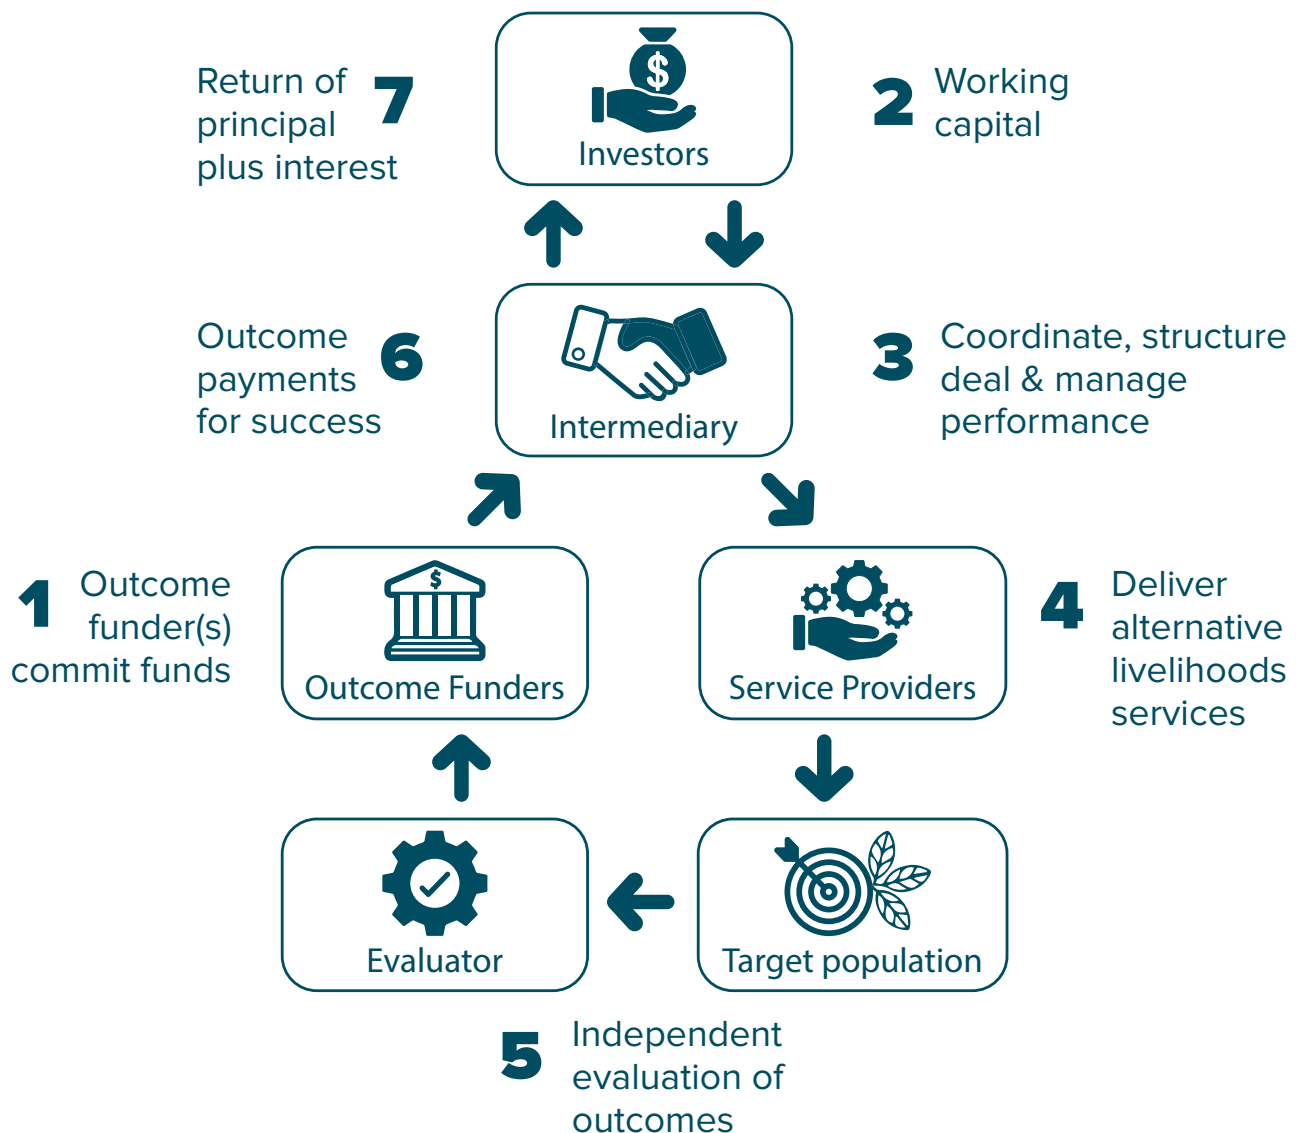 Return of
principal
plus interest
7
$
Investors
2
Working
capital
Outcome
payments
for success
6
Intermediary
3
Coordinate, structure
deal & manage
performance
1
Outcome
funder(s)
commit funds
$
Outcome Funders
Service Providers
4
Deliver
alternative
livelihoods
services
Evaluator
Target population
5
Independent
evaluation of
outcomes